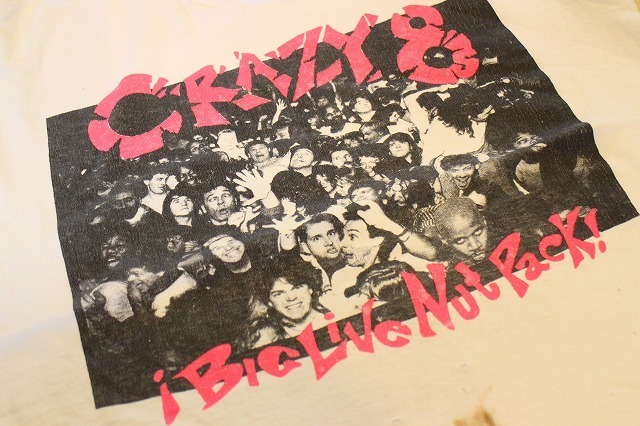 CRAZY 8
¡BIG LIVE NUT PACK!